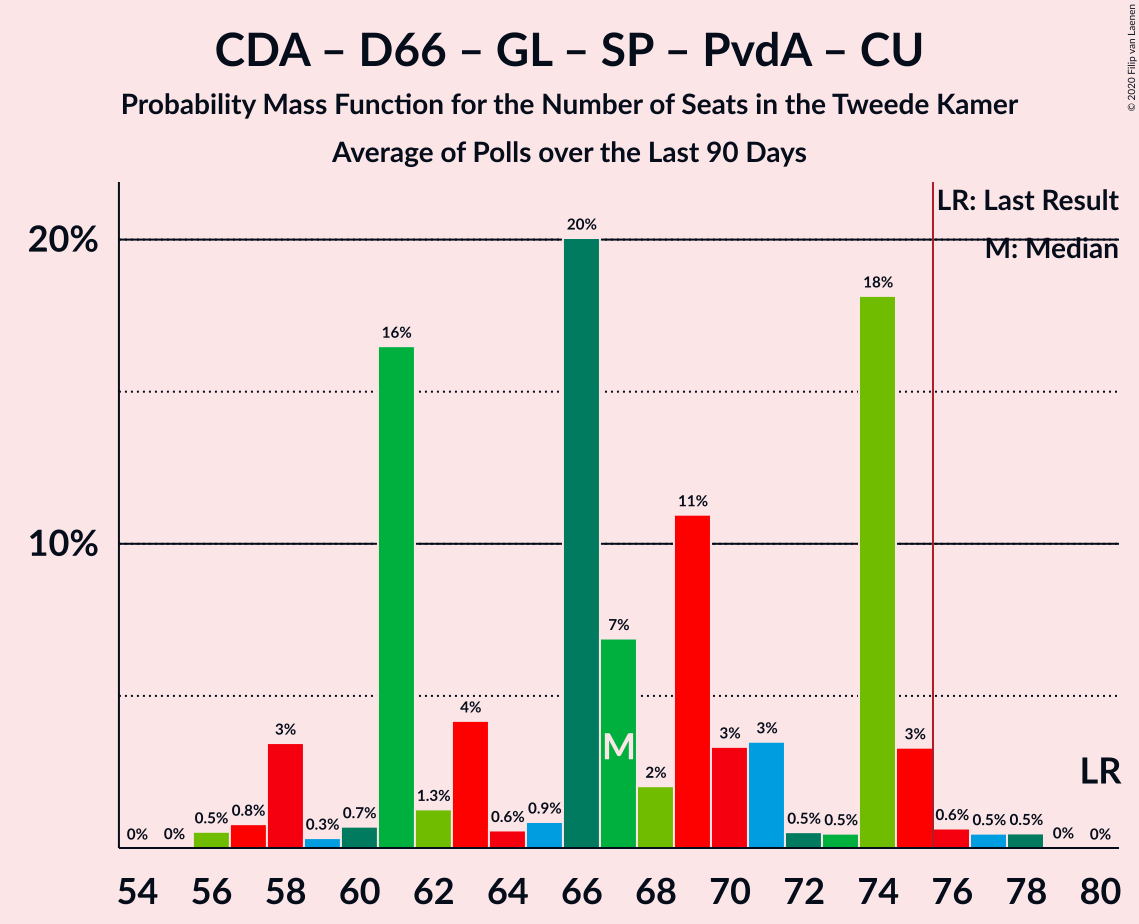 CDA – D66 – GL – SP – PvdA – CU
Probability Mass Function for the Number of Seats in the Tweede Kamer
Average of Polls over the Last 90 Days
© 2020 Filip van Laenen
LR: Last Result
M: Median
20%
10%
0% 0% 0.5% 0.8% 3% 0.3% 0.7% 16% 1.3% 4% 0.6% 0.9% 20% 7% 2% 11% 3% 3% 0.5% 0.5% 18% 3% 0.6% 0.5% 0.5% 0% 0%
M
LR
54 56 58 60 62 64 66 68 70 72 74 76 78 80